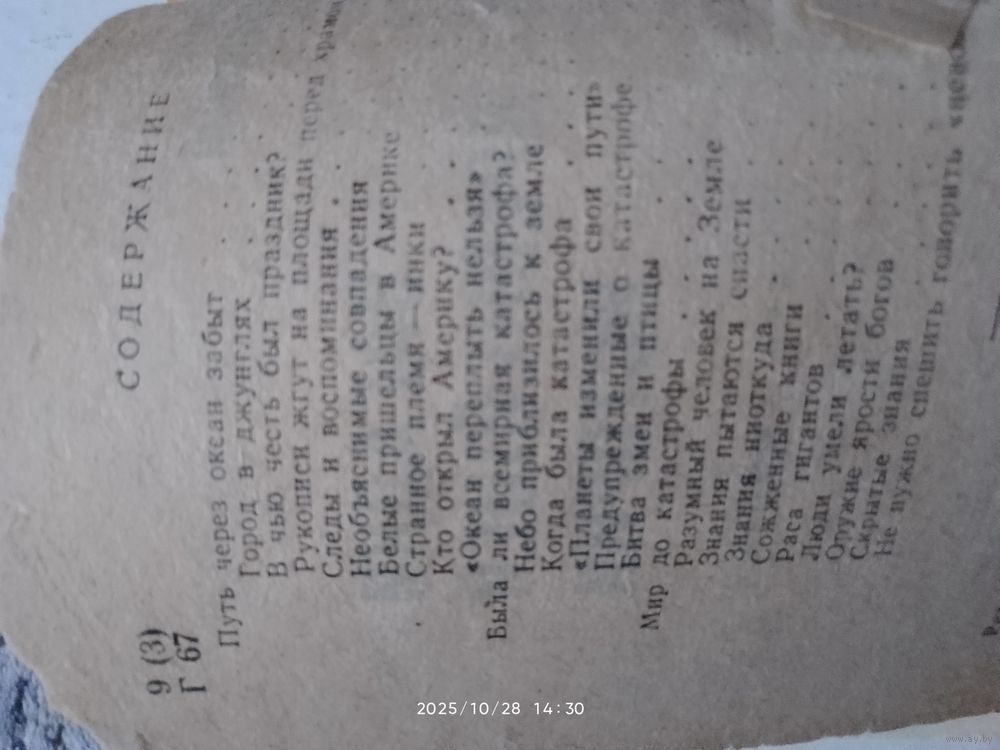 9 (3)
Г 67
СОДЕРЖАНИЕ
Путь через океан забыт
Город в джунглях . . .
В чью честь был праздник?
Рукописи жгут на площади перед
Следы и воспоминания . .
Необъяснимые совпадения
Белые пришельцы в Америке
Странное племя — инки
Кто открыл Америку? . .
«Океан переплыть нельзя»
Была ли всемирная катастрофа?
Небо приблизилось к земле
Когда была катастрофа
«Планеты изменили свои пути»
Предупрежденные о катастрофе
Битва змеи и птицы
Мир до катастрофы
Разумный человек на Земле
Знания пытаются спасти
Знания ниоткуда
Сожженные книги
Раса гигантов
Люди умели летать?
Оружие ярости богов
Скрытые знания
Не нужно спешить говорить
2025/10/28 14:30
www.ay.by